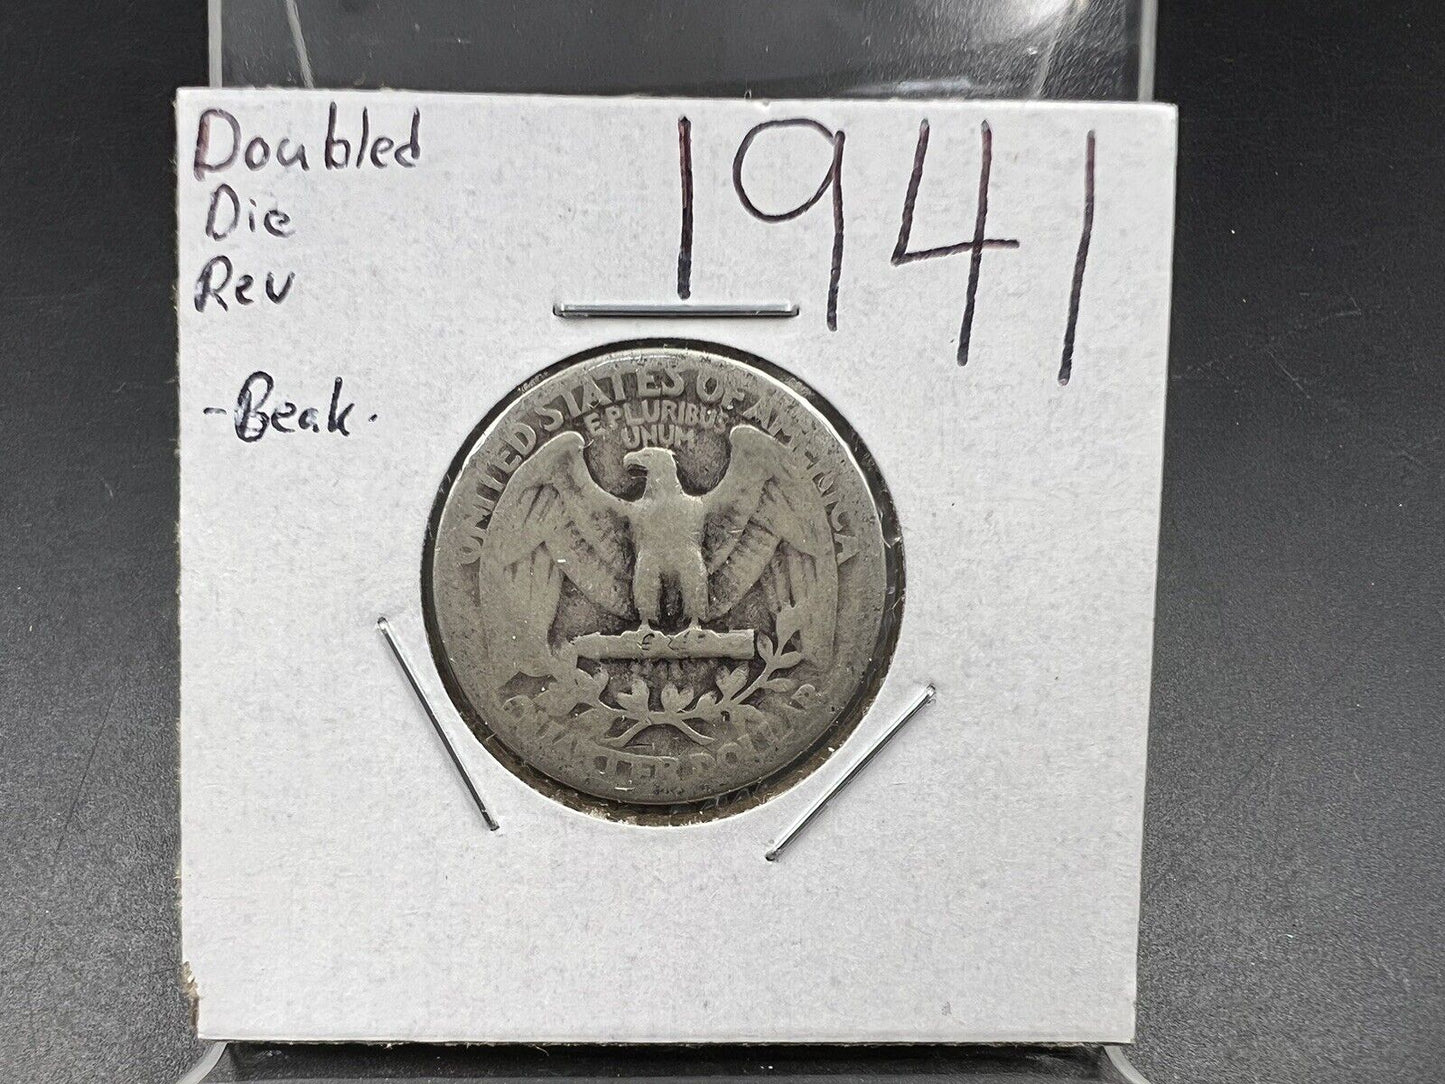 Doubled
Die
Rev
1941
-Beak.
UNITED STATES OF AMERICA
E PLURIBUS
UNUM
QUARTER DOLLAR